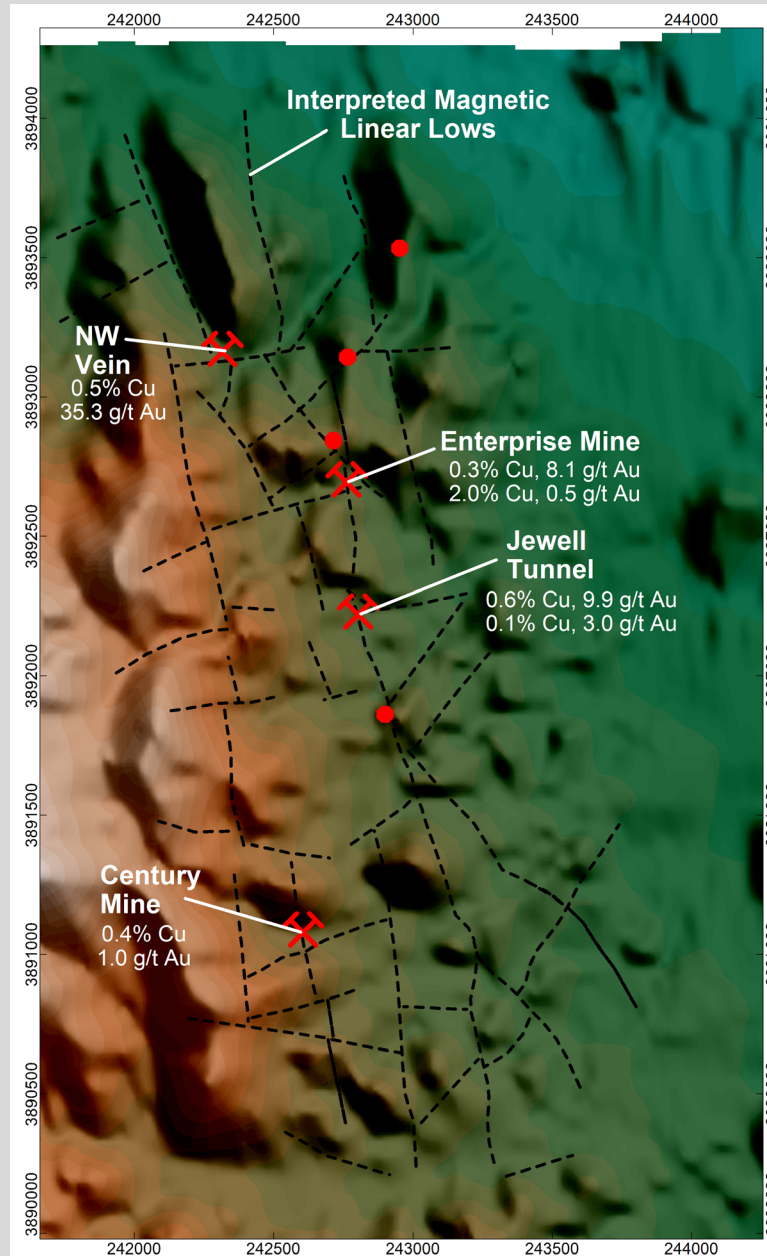 242000 242500 243000 243500 244000
3894000
Interpreted Magnetic
Linear Lows
3893500
NW
Vein
0.5% Cu
35.3 g/t Au
3893000
Enterprise Mine
0.3% Cu, 8.1 g/t Au
2.0% Cu, 0.5 g/t Au
3892500
Jewell
Tunnel
0.6% Cu, 9.9 g/t Au
0.1% Cu, 3.0 g/t Au
3892000
3891500
Century
Mine
0.4% Cu
1.0 g/t Au
3891000
3890500
3890000
242000 242500 243000 243500 244000